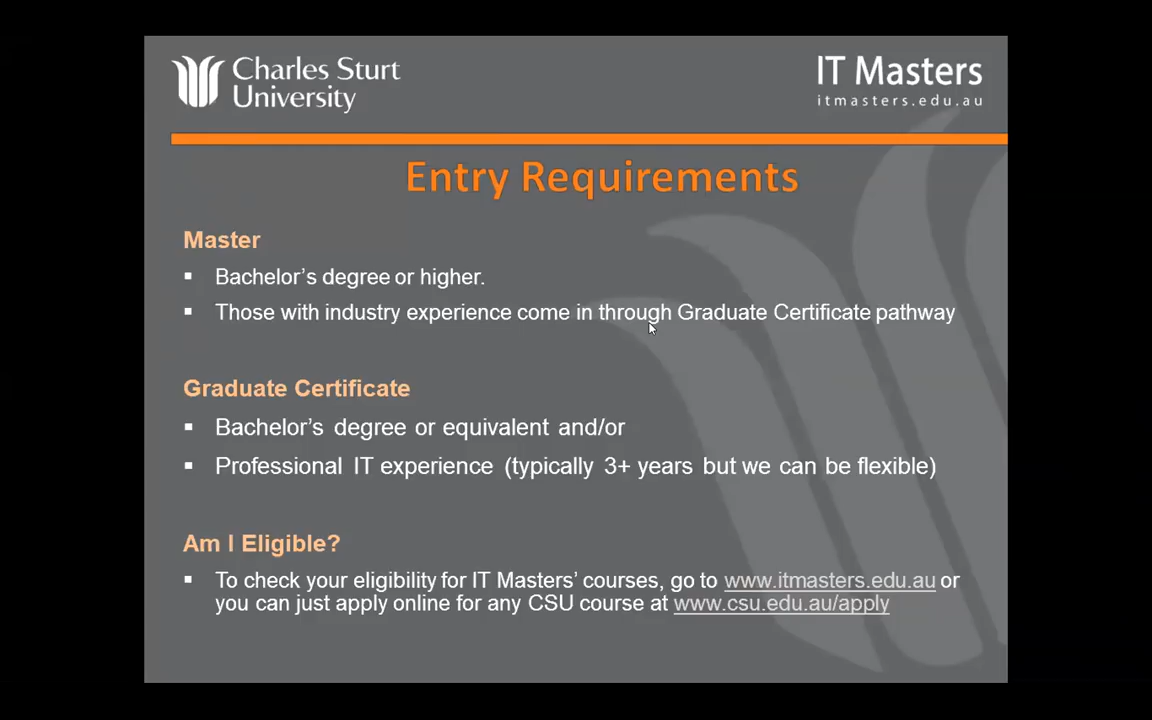 Charles Sturt
University
IT Masters
itmasters.edu.au
Entry Requirements
Master
▪ Bachelor’s degree or higher.
▪ Those with industry experience come in through Graduate Certificate pathway
Graduate Certificate
▪ Bachelor’s degree or equivalent and/or
▪ Professional IT experience (typically 3+ years but we can be flexible)
Am I Eligible?
▪ To check your eligibility for IT Masters’ courses, go to www.itmasters.edu.au or
you can just apply online for any CSU course at www.csu.edu.au/apply